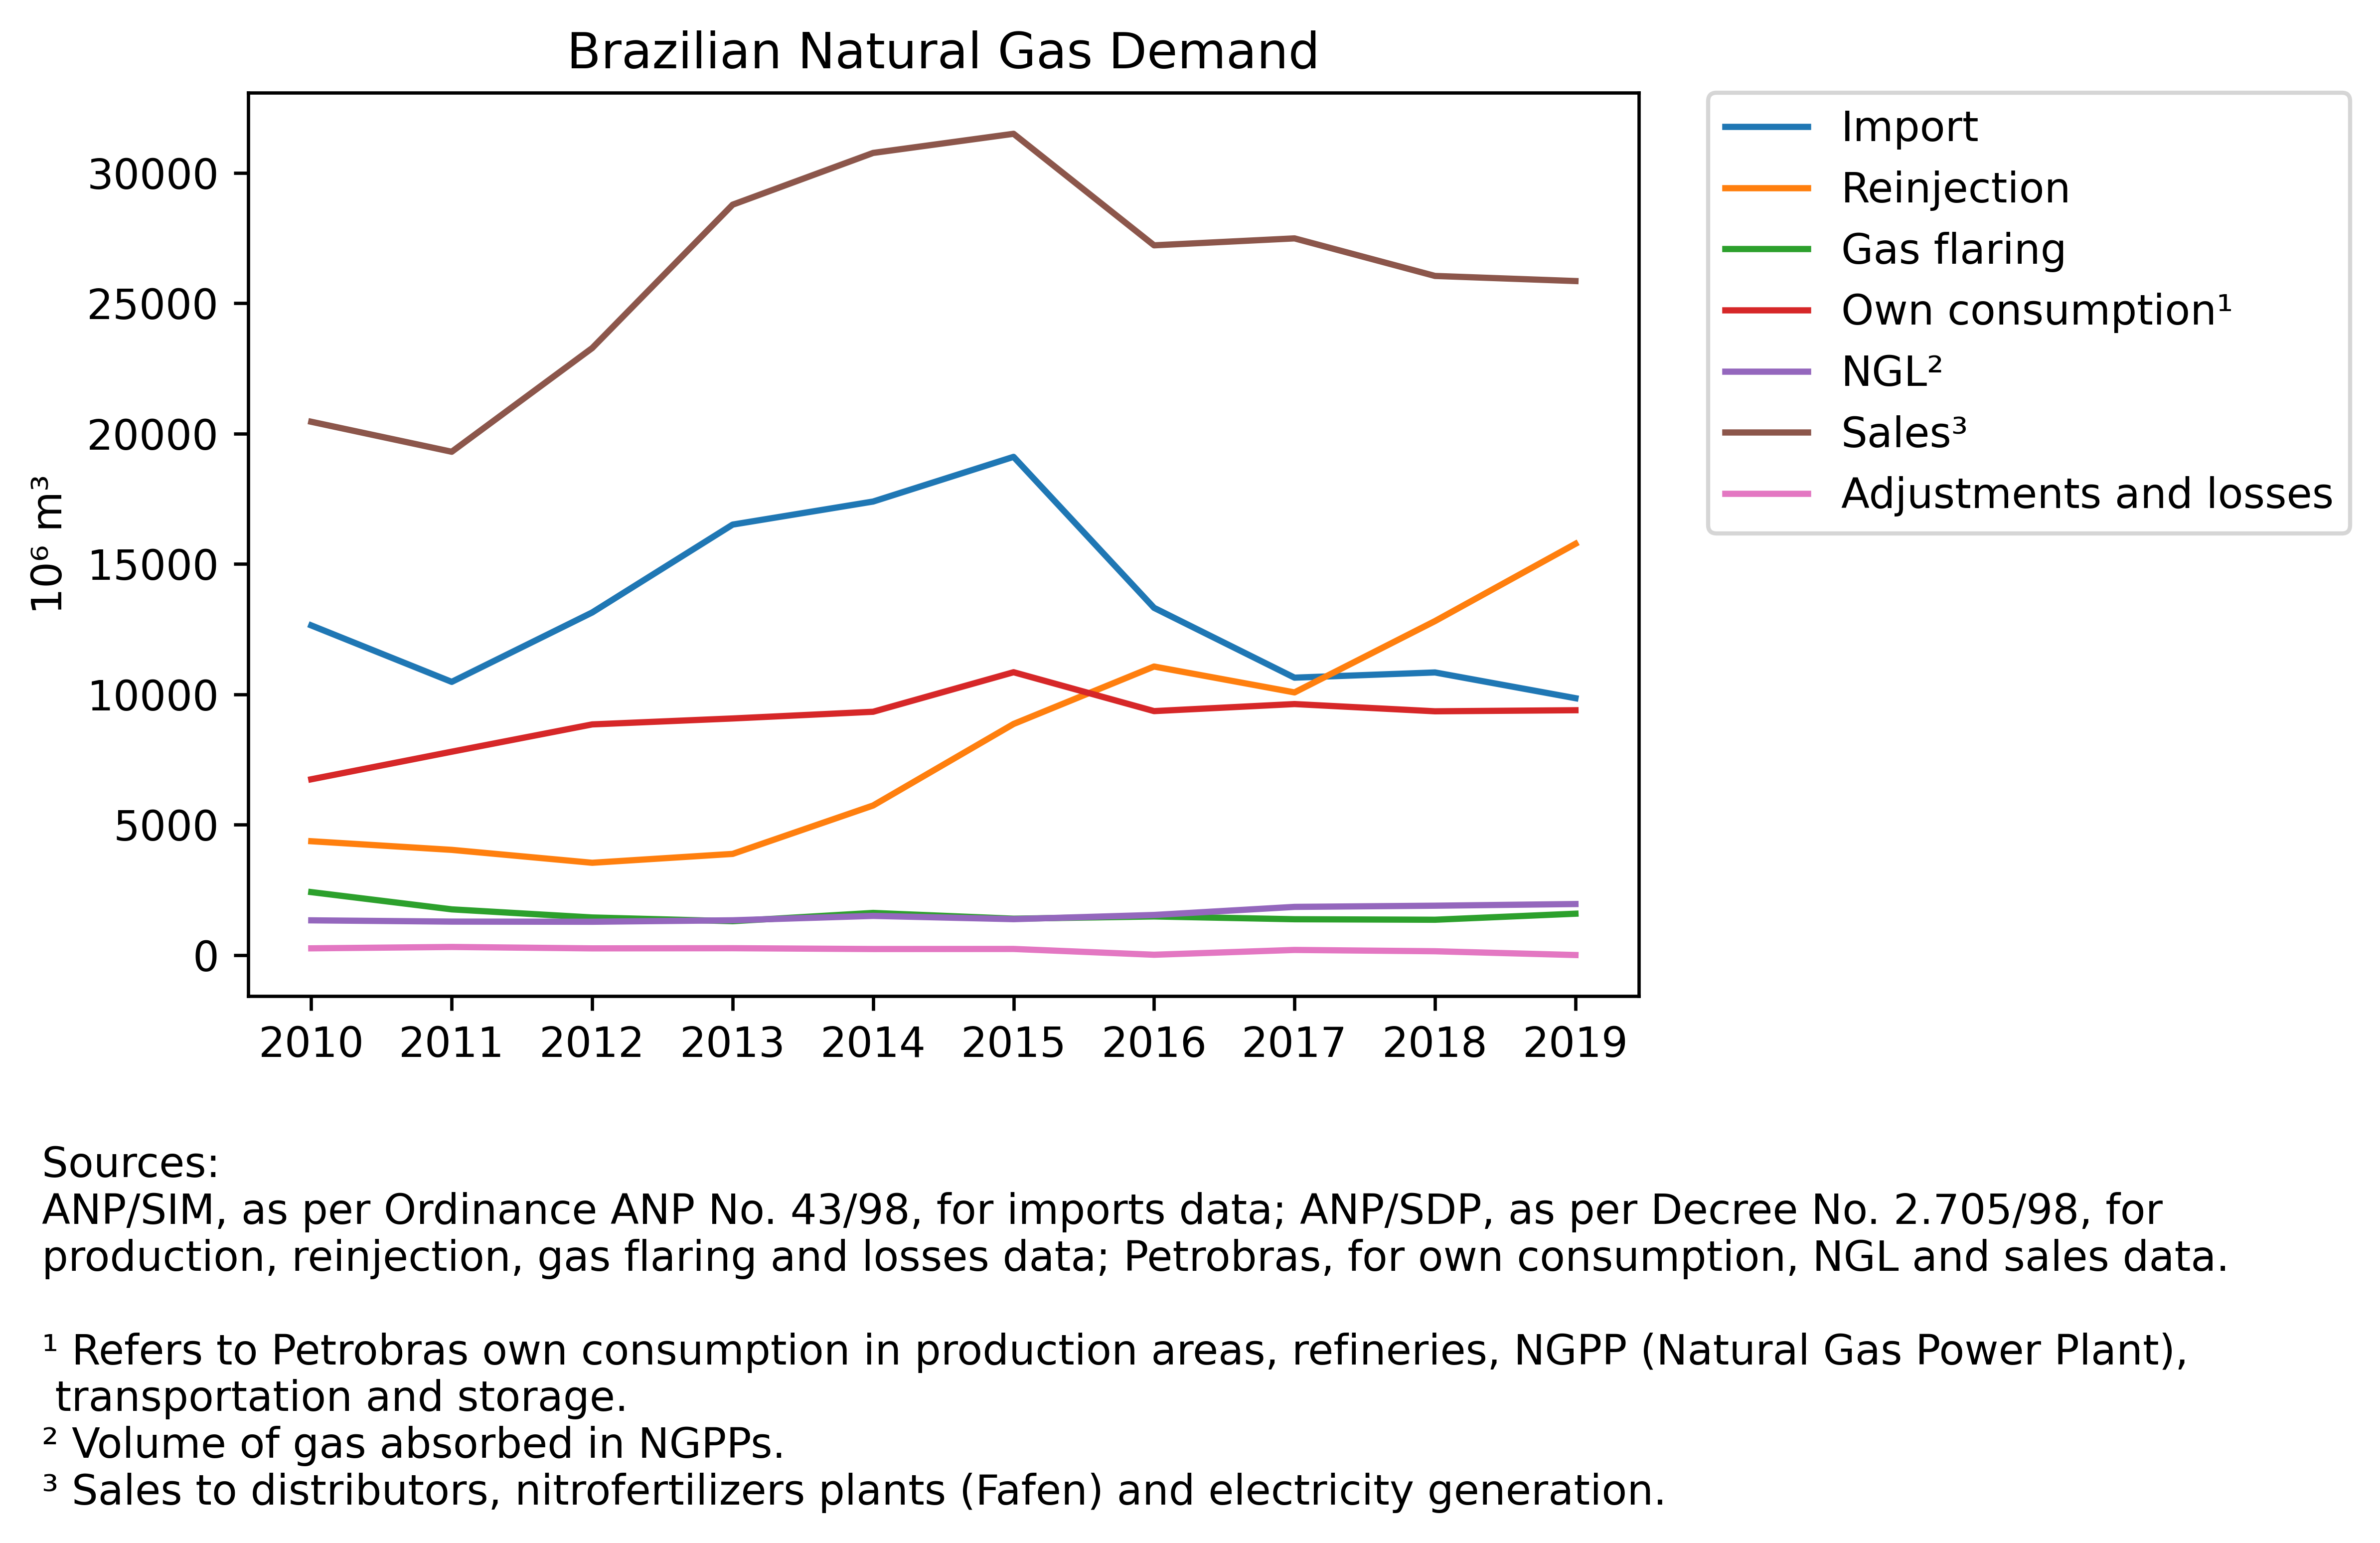 Brazilian Natural Gas Demand
10⁶ m³
30000
25000
20000
15000
10000
5000
0
2010 2011 2012 2013 2014 2015 2016 2017 2018 2019
Import
Reinjection
Gas flaring
Own consumption¹
NGL²
Sales³
Adjustments and losses
Sources:
ANP/SIM, as per Ordinance ANP No. 43/98, for imports data; ANP/SDP, as per Decree No. 2.705/98, for
production, reinjection, gas flaring and losses data; Petrobras, for own consumption, NGL and sales data.
¹ Refers to Petrobras own consumption in production areas, refineries, NGPP (Natural Gas Power Plant),
transportation and storage.
² Volume of gas absorbed in NGPPs.
³ Sales to distributors, nitrofertilizers plants (Fafen) and electricity generation.